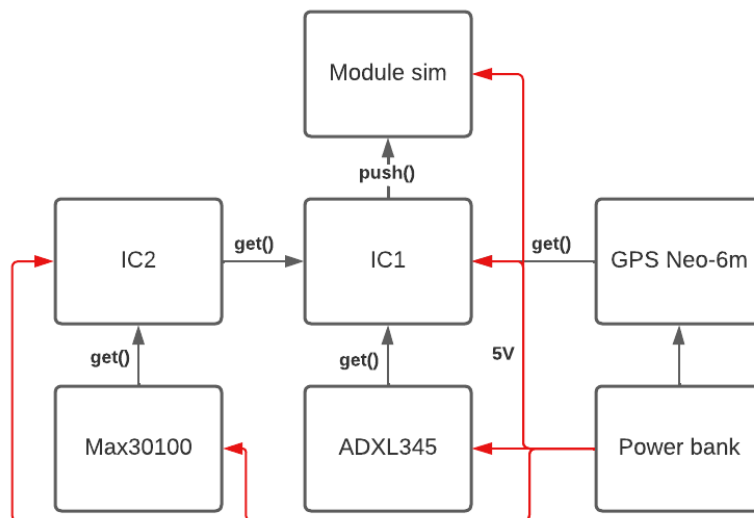 Module sim
push()
IC2
get()
IC1
get()
GPS Neo-6m
get()
get()
5V
Max30100
ADXL345
Power bank